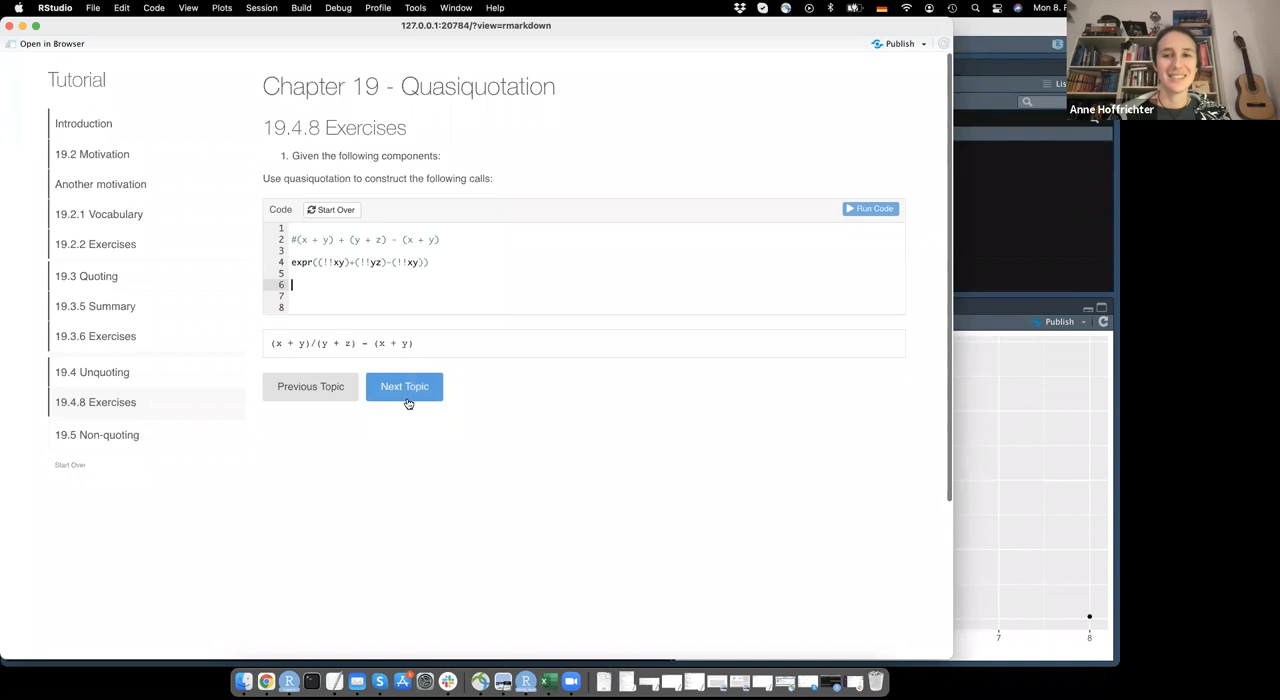 RStudio File Edit Code View Plots Session Build Debug Profile Tools Window Help Mon 8. F
127.0.0.1:20784/?view=rmarkdown
Open in Browser
Publish
Lis
Anne Hoffrichter
Tutorial
Introduction
19.2 Motivation
Another motivation
19.2.1 Vocabulary
19.2.2 Exercises
19.3 Quoting
19.3.5 Summary
19.3.6 Exercises
19.4 Unquoting
19.4.8 Exercises
19.5 Non-quoting
Start Over
Chapter 19 - Quasiquotation
19.4.8 Exercises
1. Given the following components:
Use quasiquotation to construct the following calls:
Code Start Over Run Code
1
2 #(x + y) + (y + z) - (x + y)
3
4 expr((!!xy)+(!!yz)-(!!xy))
5
6
7
8
(x + y)/(y + z) - (x + y)
Previous Topic Next Topic
Publish
7 8